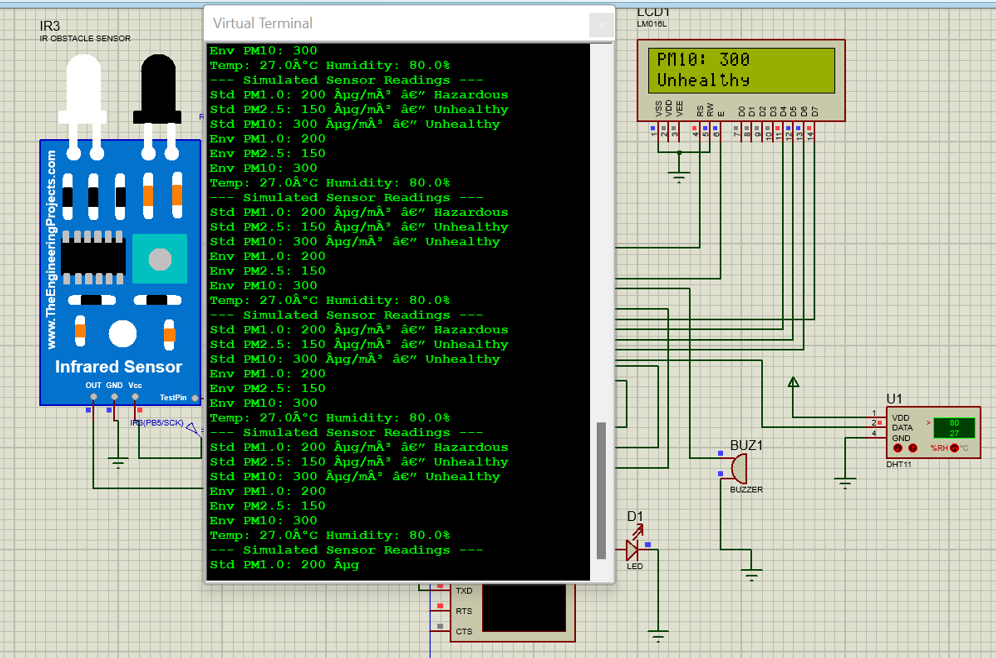 IR3
IR OBSTACLE SENSOR
www.TheEngineeringProjects.com
Infrared Sensor
OUT GND Vcc
TestPin
IR3(PB5/SCK)
Virtual Terminal
Env PM10: 300
Temp: 27.0Â°C Humidity: 80.0%
--- Simulated Sensor Readings ---
Std PM1.0: 200 Âµg/mÂ³ â€” Hazardous
Std PM2.5: 150 Âµg/mÂ³ â€” Unhealthy
Std PM10: 300 Âµg/mÂ³ â€” Unhealthy
Env PM1.0: 200
Env PM2.5: 150
Env PM10: 300
Temp: 27.0Â°C Humidity: 80.0%
--- Simulated Sensor Readings ---
Std PM1.0: 200 Âµg/mÂ³ â€” Hazardous
Std PM2.5: 150 Âµg/mÂ³ â€” Unhealthy
Std PM10: 300 Âµg/mÂ³ â€” Unhealthy
Env PM1.0: 200
Env PM2.5: 150
Env PM10: 300
Temp: 27.0Â°C Humidity: 80.0%
--- Simulated Sensor Readings ---
Std PM1.0: 200 Âµg/mÂ³ â€” Hazardous
Std PM2.5: 150 Âµg/mÂ³ â€” Unhealthy
Std PM10: 300 Âµg/mÂ³ â€” Unhealthy
Env PM1.0: 200
Env PM2.5: 150
Env PM10: 300
Temp: 27.0Â°C Humidity: 80.0%
--- Simulated Sensor Readings ---
Std PM1.0: 200 Âµg/mÂ³ â€” Hazardous
Std PM2.5: 150 Âµg/mÂ³ â€” Unhealthy
Std PM10: 300 Âµg/mÂ³ â€” Unhealthy
Env PM1.0: 200
Env PM2.5: 150
Env PM10: 300
Temp: 27.0Â°C Humidity: 80.0%
--- Simulated Sensor Readings ---
Std PM1.0: 200 Âµg
TXD
RTS
CTS
LCD1
LM016L
PM10: 300
Unhealthy
VSS VDD VEE RS RW E D0 D1 D2 D3 D4 D5 D6 D7
1 2 3 4 5 6 7 8 9 10 11 12 13 14
BUZ1
BUZZER
D1
LED
U1
1 VDD
2 DATA
4 GND
> 80
27
%RH °C
DHT11